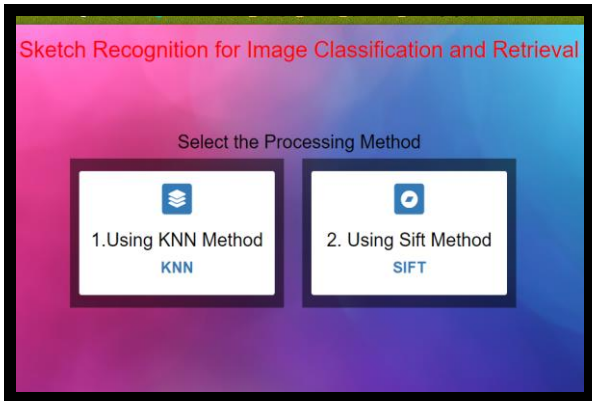 Sketch Recognition for Image Classification and Retrieval
Select the Processing Method
1.Using KNN Method
KNN
2. Using Sift Method
SIFT